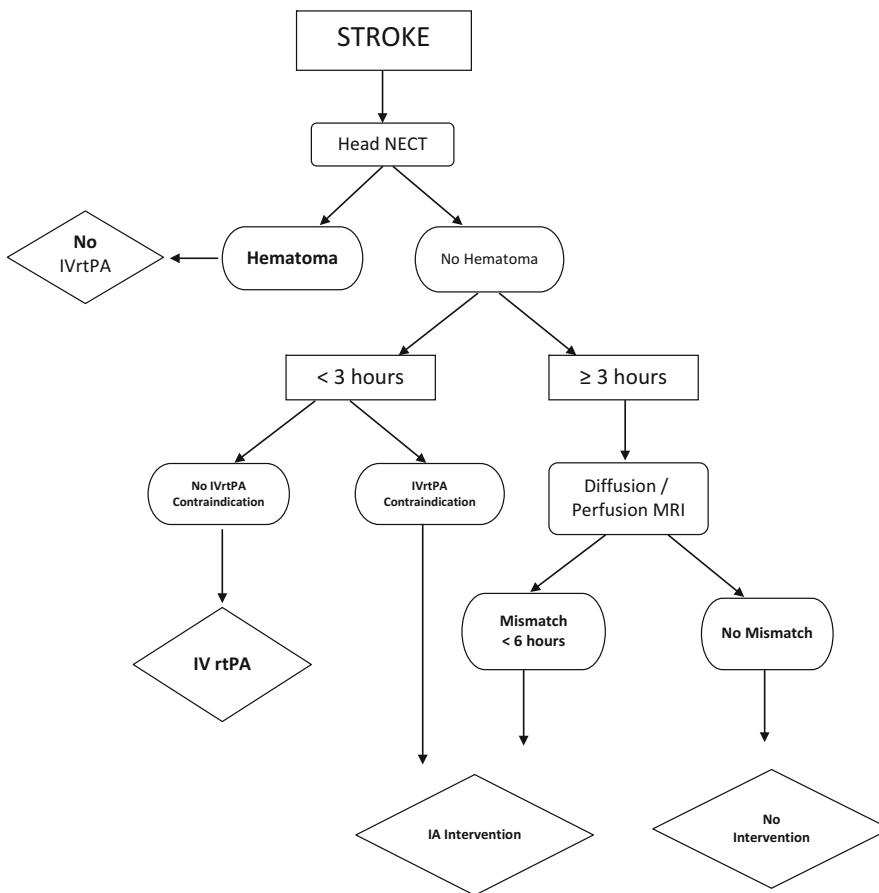 STROKE
Head NECT
No
IVrtPA
Hematoma
No Hematoma
< 3 hours
≥ 3 hours
No IVrtPA
Contraindication
IVrtPA
Contraindication
Diffusion /
Perfusion MRI
Mismatch
< 6 hours
No Mismatch
IV rtPA
IA Intervention
No
Intervention